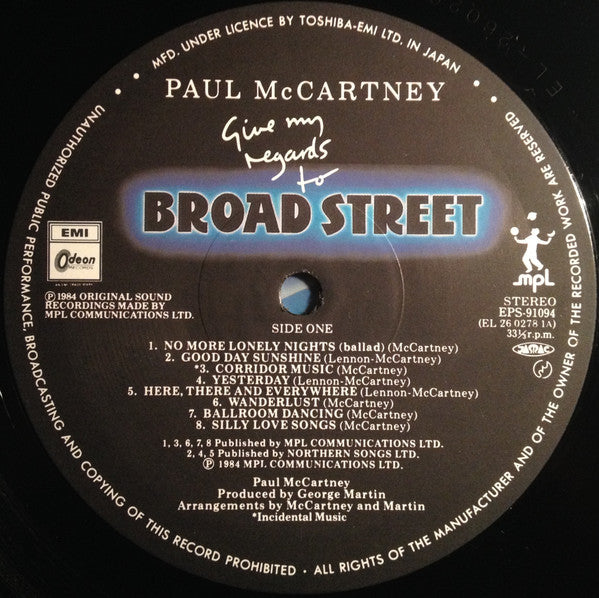 MFD. UNDER LICENCE BY TOSHIBA-EMI LTD. IN JAPAN
PAUL McCARTNEY
Give my
regards
to
BROAD STREET
EMI
Odeon
mpl
Ⓟ 1984 ORIGINAL SOUND
RECORDINGS MADE BY
MPL COMMUNICATIONS LTD.
STEREO
EPS-91094
(EL 26 0278 1A)
33⅓r.p.m.
JASRAC
SIDE ONE
1. NO MORE LONELY NIGHTS (ballad) (McCartney)
2. GOOD DAY SUNSHINE (Lennon-McCartney)
*3. CORRIDOR MUSIC (McCartney)
4. YESTERDAY (Lennon-McCartney)
5. HERE, THERE AND EVERYWHERE (Lennon-McCartney)
6. WANDERLUST (McCartney)
7. BALLROOM DANCING (McCartney)
8. SILLY LOVE SONGS (McCartney)
1, 3, 6, 7, 8 Published by MPL COMMUNICATIONS LTD.
2, 4, 5 Published by NORTHERN SONGS LTD.
Ⓟ 1984 MPL COMMUNICATIONS LTD.
Paul McCartney
Produced by George Martin
Arrangements by McCartney and Martin
*Incidental Music
UNAUTHORIZED PUBLIC PERFORMANCE, BROADCASTING AND COPYING OF THIS RECORD PROHIBITED · ALL RIGHTS OF THE MANUFACTURER AND OF THE OWNER OF THE RECORDED WORK ARE RESERVED